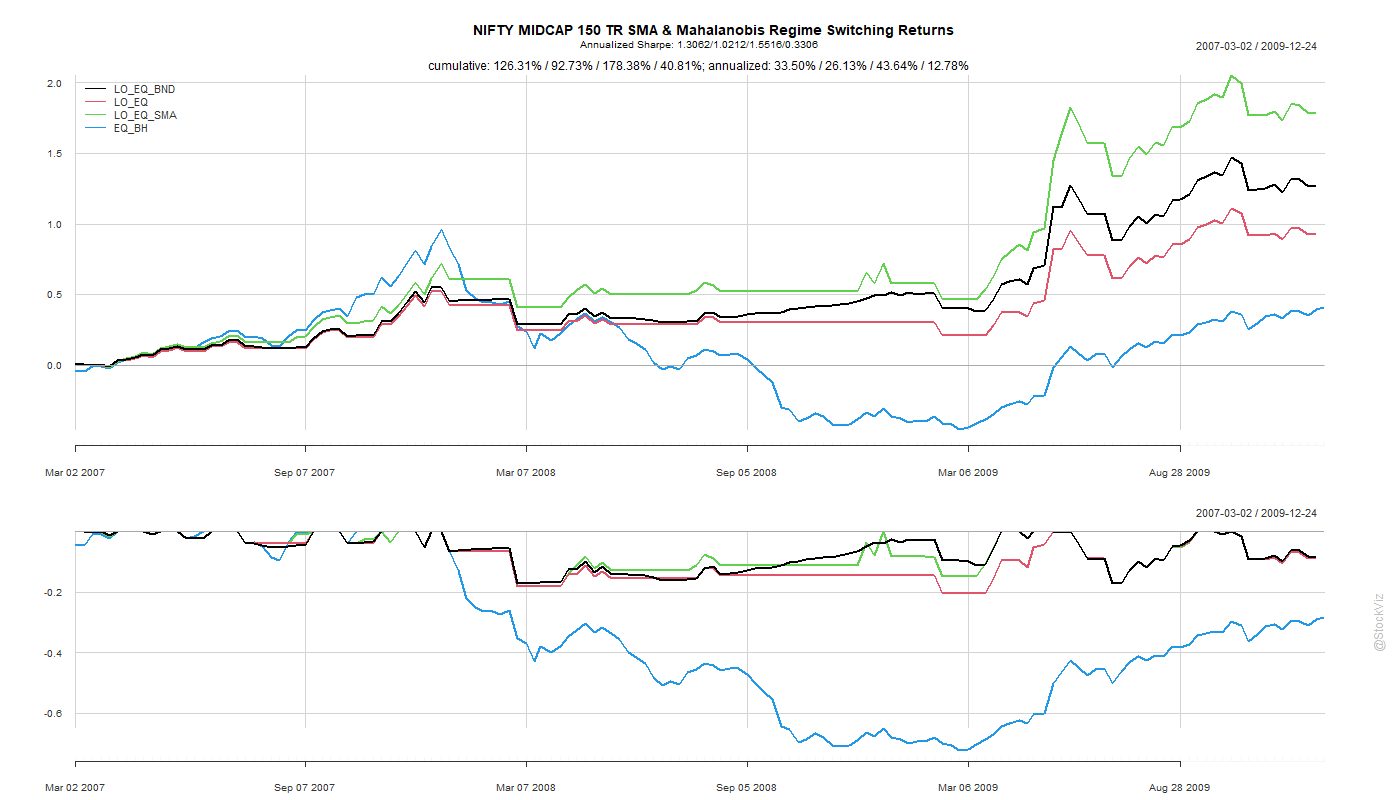 NIFTY MIDCAP 150 TR SMA & Mahalanobis Regime Switching Returns
Annualized Sharpe: 1.3062/1.0212/1.5516/0.3306
2007-03-02 / 2009-12-24
cumulative: 126.31% / 92.73% / 178.38% / 40.81%; annualized: 33.50% / 26.13% / 43.64% / 12.78%
2.0
LO_EQ_BND
LO_EQ
LO_EQ_SMA
EQ_BH
1.5
1.0
0.5
0.0
Mar 02 2007 Sep 07 2007 Mar 07 2008 Sep 05 2008 Mar 06 2009 Aug 28 2009
2007-03-02 / 2009-12-24
-0.2
-0.4
-0.6
Mar 02 2007 Sep 07 2007 Mar 07 2008 Sep 05 2008 Mar 06 2009 Aug 28 2009
@StockViz